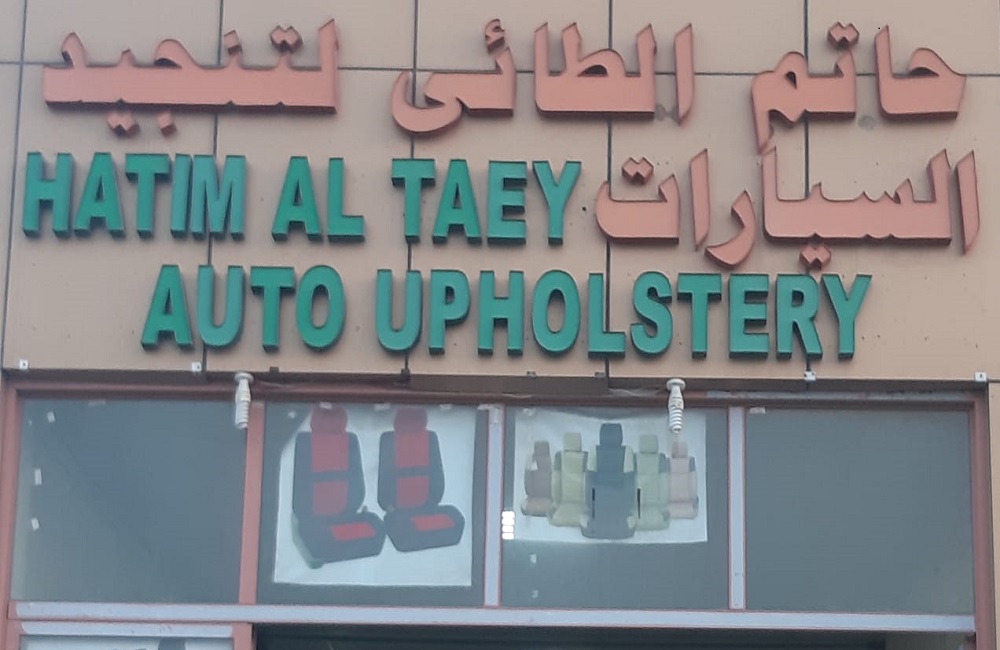 حاتم الطائى لتنجيد
السيارات
HATIM AL TAEY
AUTO UPHOLSTERY